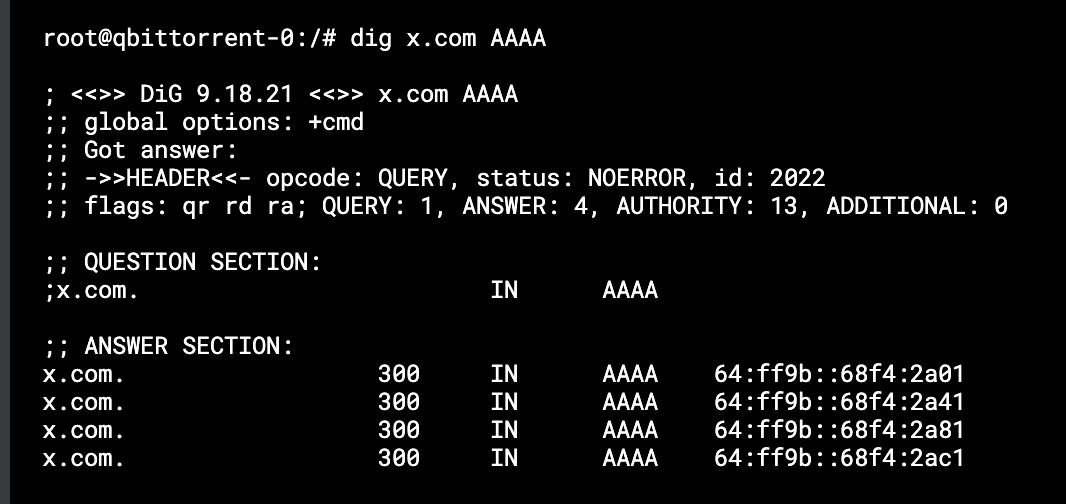 root@qbittorrent-0:/# dig x.com AAAA
; <<>> DiG 9.18.21 <<>> x.com AAAA
;; global options: +cmd
;; Got answer:
;; ->>HEADER<<- opcode: QUERY, status: NOERROR, id: 2022
;; flags: qr rd ra; QUERY: 1, ANSWER: 4, AUTHORITY: 13, ADDITIONAL: 0
;; QUESTION SECTION:
;x.com. IN AAAA
;; ANSWER SECTION:
x.com. 300 IN AAAA 64:ff9b::68f4:2a01
x.com. 300 IN AAAA 64:ff9b::68f4:2a41
x.com. 300 IN AAAA 64:ff9b::68f4:2a81
x.com. 300 IN AAAA 64:ff9b::68f4:2ac1